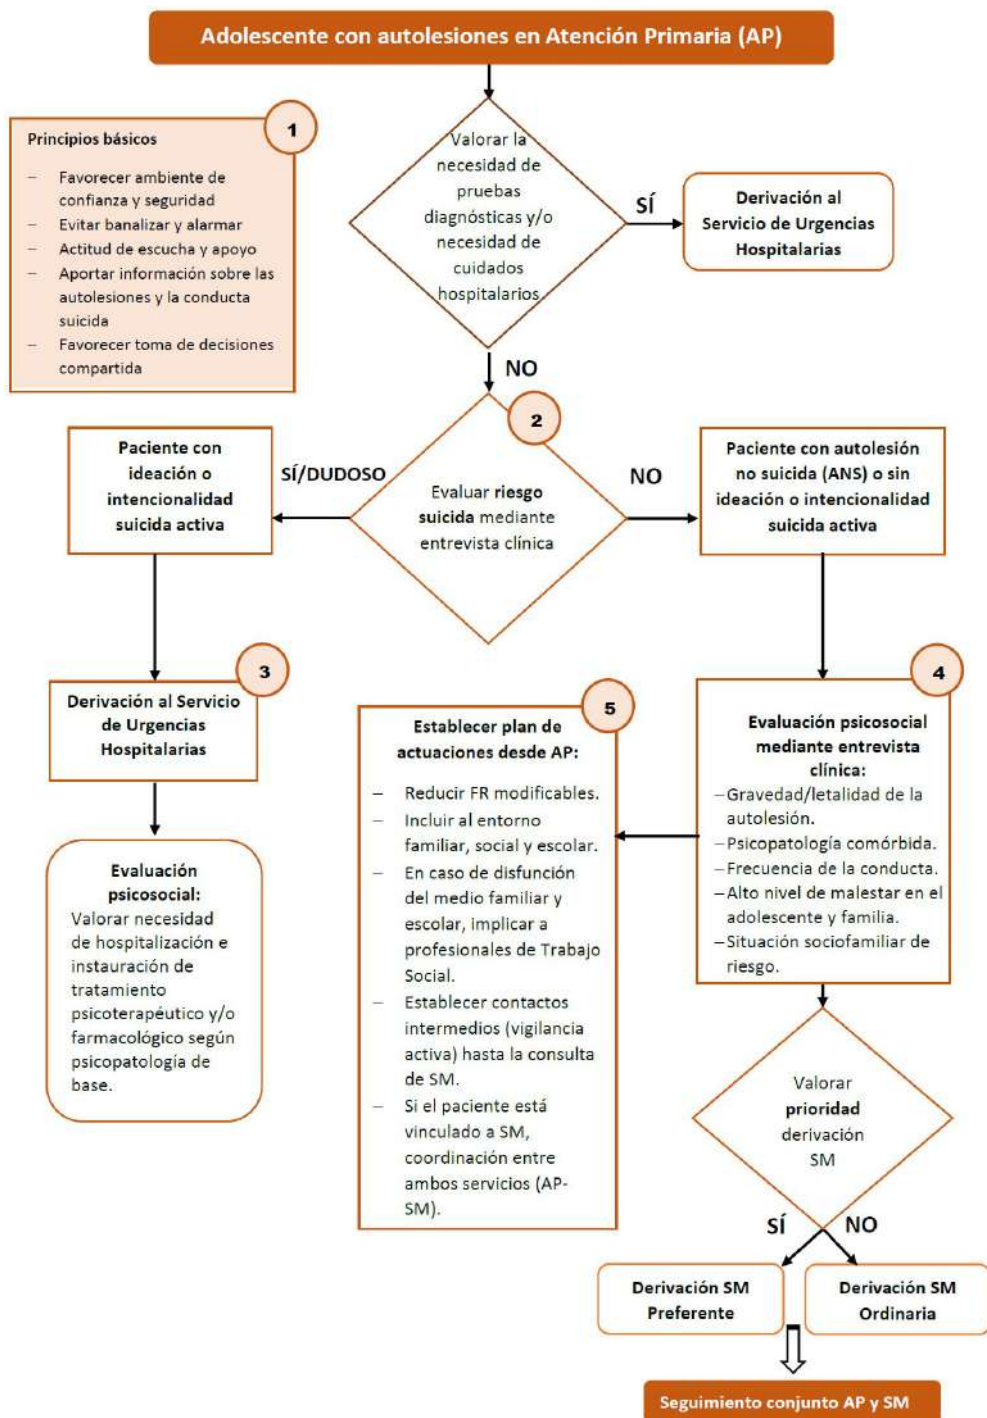 Adolescente con autolesiones en Atención Primaria (AP)
1
Principios básicos
– Favorecer ambiente de
confianza y seguridad
– Evitar banalizar y alarmar
– Actitud de escucha y apoyo
– Aportar información sobre las
autolesiones y la conducta
suicida
– Favorecer toma de decisiones
compartida
Valorar la
necesidad de
pruebas
diagnósticas y/o
necesidad de
cuidados
hospitalarios.
SÍ
Derivación al
Servicio de Urgencias
Hospitalarias
NO
2
Evaluar riesgo
suicida mediante
entrevista clínica
SÍ/DUDOSO
Paciente con
ideación o
intencionalidad
suicida activa
NO
Paciente con autolesión
no suicida (ANS) o sin
ideación o intencionalidad
suicida activa
3
Derivación al Servicio
de Urgencias
Hospitalarias
Evaluación
psicosocial:
Valorar necesidad
de hospitalización e
instauración de
tratamiento
psicoterapéutico y/o
farmacológico según
psicopatología de
base.
4
Evaluación psicosocial
mediante entrevista
clínica:
– Gravedad/letalidad de la
autolesión.
– Psicopatología comórbida.
– Frecuencia de la conducta.
– Alto nivel de malestar en el
adolescente y familia.
– Situación sociofamiliar de
riesgo.
5
Establecer plan de
actuaciones desde AP:
– Reducir FR modificables.
– Incluir al entorno
familiar, social y escolar.
– En caso de disfunción
del medio familiar y
escolar, implicar a
profesionales de Trabajo
Social.
– Establecer contactos
intermedios (vigilancia
activa) hasta la consulta
de SM.
– Si el paciente está
vinculado a SM,
coordinación entre
ambos servicios (AP-
SM).
Valorar
prioridad
derivación
SM
SÍ
NO
Derivación SM
Preferente
Derivación SM
Ordinaria
Seguimiento conjunto AP y SM